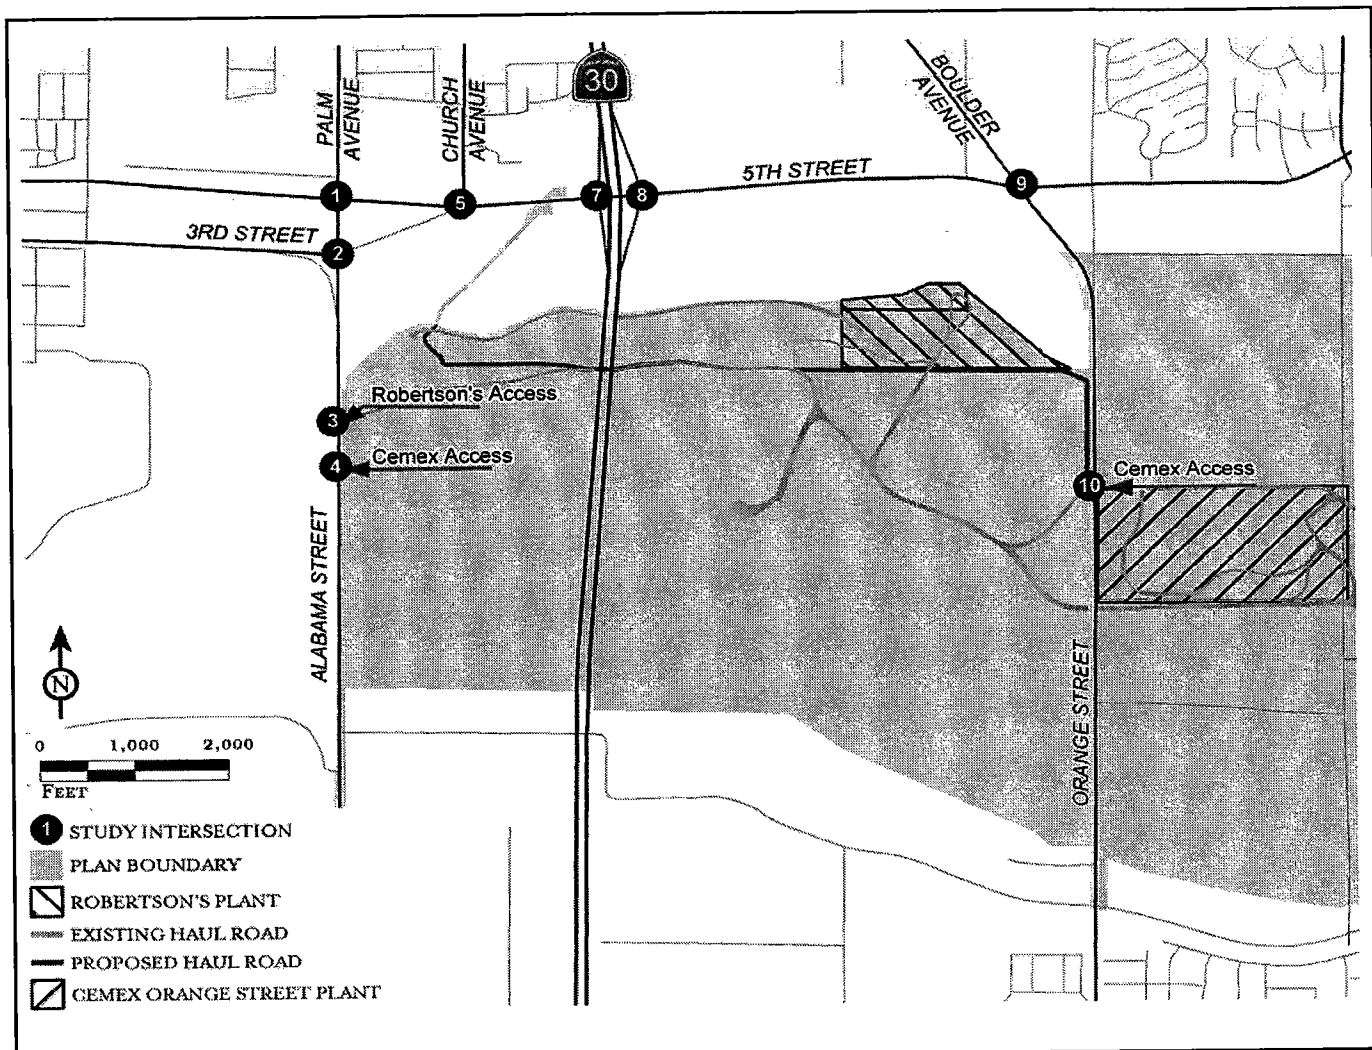 30
PALM
AVENUE
CHURCH
AVENUE
BOULDER
AVENUE
5TH STREET
1
5
7
8
9
3RD STREET
2
Robertson's Access
3
Cemex Access
4
Cemex Access
10
ALABAMA STREET
ORANGE STREET
N
0 1,000 2,000
FEET
1 STUDY INTERSECTION
PLAN BOUNDARY
ROBERTSON'S PLANT
EXISTING HAUL ROAD
PROPOSED HAUL ROAD
CEMEX ORANGE STREET PLANT